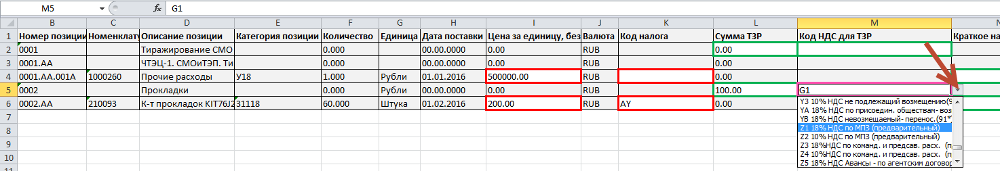 M5 fx G1
B C D E F G H I J K L M N
1 Номер позиции Номенклату Описание позиции Категория позиции Количество Единица Дата поставки Цена за единицу, без Валюта Код налога Сумма ТЗР Код НДС для ТЗР Краткое на
2 0001 Тиражирование СМО 0.000 00.00.0000 0.00 RUB 0.00
3 0001.АА ЧТЭЦ-1. СМОиТЭП. Ти 0.000 00.00.0000 0.00 RUB 0.00
4 0001.АА.001А 1000260 Прочие расходы У18 1.000 Рубли 01.01.2016 500000.00 RUB 0.00
5 0002 Прокладки 0.000 Рубли 00.00.0000 0.00 RUB 100.00 G1
6 0002.АА 210093 К-т прокладок KIT76J2 31118 60.000 Штука 01.02.2016 200.00 RUB AY 0.00
Y3 10% НДС не подлежащий возмещению(9
YA 18% НДС по присоедин. обществам- воз
YB 18% НДС невозмещаемый- перенос.(91*
7 Z1 18% НДС по МПЗ (предварительный)
8 Z2 10% НДС по МПЗ (предварительный)
Z3 18%НДС по команд. и предсав. расх. (п
9 Z4 10%НДС по команд. и предсав. расх. (п
10 Z5 18% НДС Авансы - по агентским договор
11